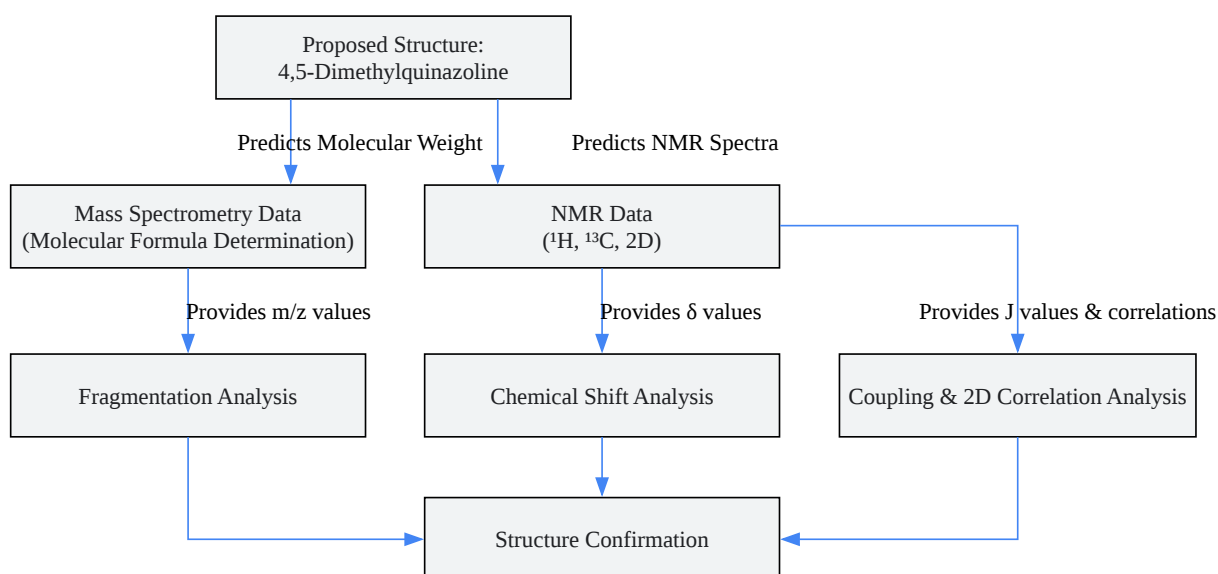 Proposed Structure:
4,5-Dimethylquinazoline
Predicts Molecular Weight
Predicts NMR Spectra
Mass Spectrometry Data
(Molecular Formula Determination)
NMR Data
(¹H, ¹³C, 2D)
Provides m/z values
Provides δ values
Provides J values & correlations
Fragmentation Analysis
Chemical Shift Analysis
Coupling & 2D Correlation Analysis
Structure Confirmation